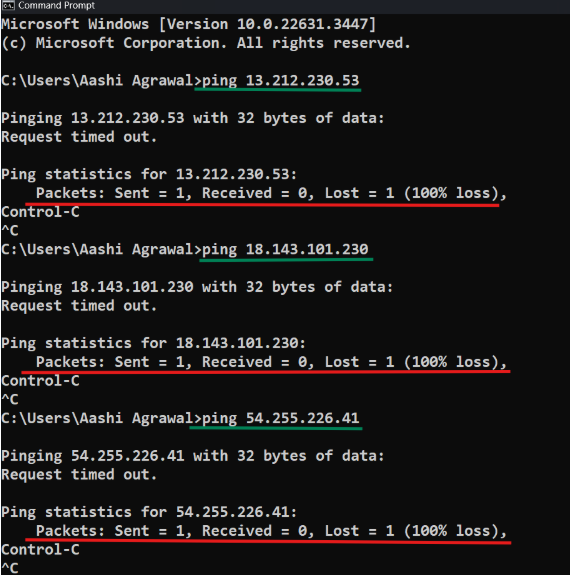 Command Prompt
Microsoft Windows [Version 10.0.22631.3447]
(c) Microsoft Corporation. All rights reserved.
C:\Users\Aashi Agrawal>ping 13.212.230.53
Pinging 13.212.230.53 with 32 bytes of data:
Request timed out.
Ping statistics for 13.212.230.53:
    Packets: Sent = 1, Received = 0, Lost = 1 (100% loss),
Control-C
^C
C:\Users\Aashi Agrawal>ping 18.143.101.230
Pinging 18.143.101.230 with 32 bytes of data:
Request timed out.
Ping statistics for 18.143.101.230:
    Packets: Sent = 1, Received = 0, Lost = 1 (100% loss),
Control-C
^C
C:\Users\Aashi Agrawal>ping 54.255.226.41
Pinging 54.255.226.41 with 32 bytes of data:
Request timed out.
Ping statistics for 54.255.226.41:
    Packets: Sent = 1, Received = 0, Lost = 1 (100% loss),
Control-C
^C